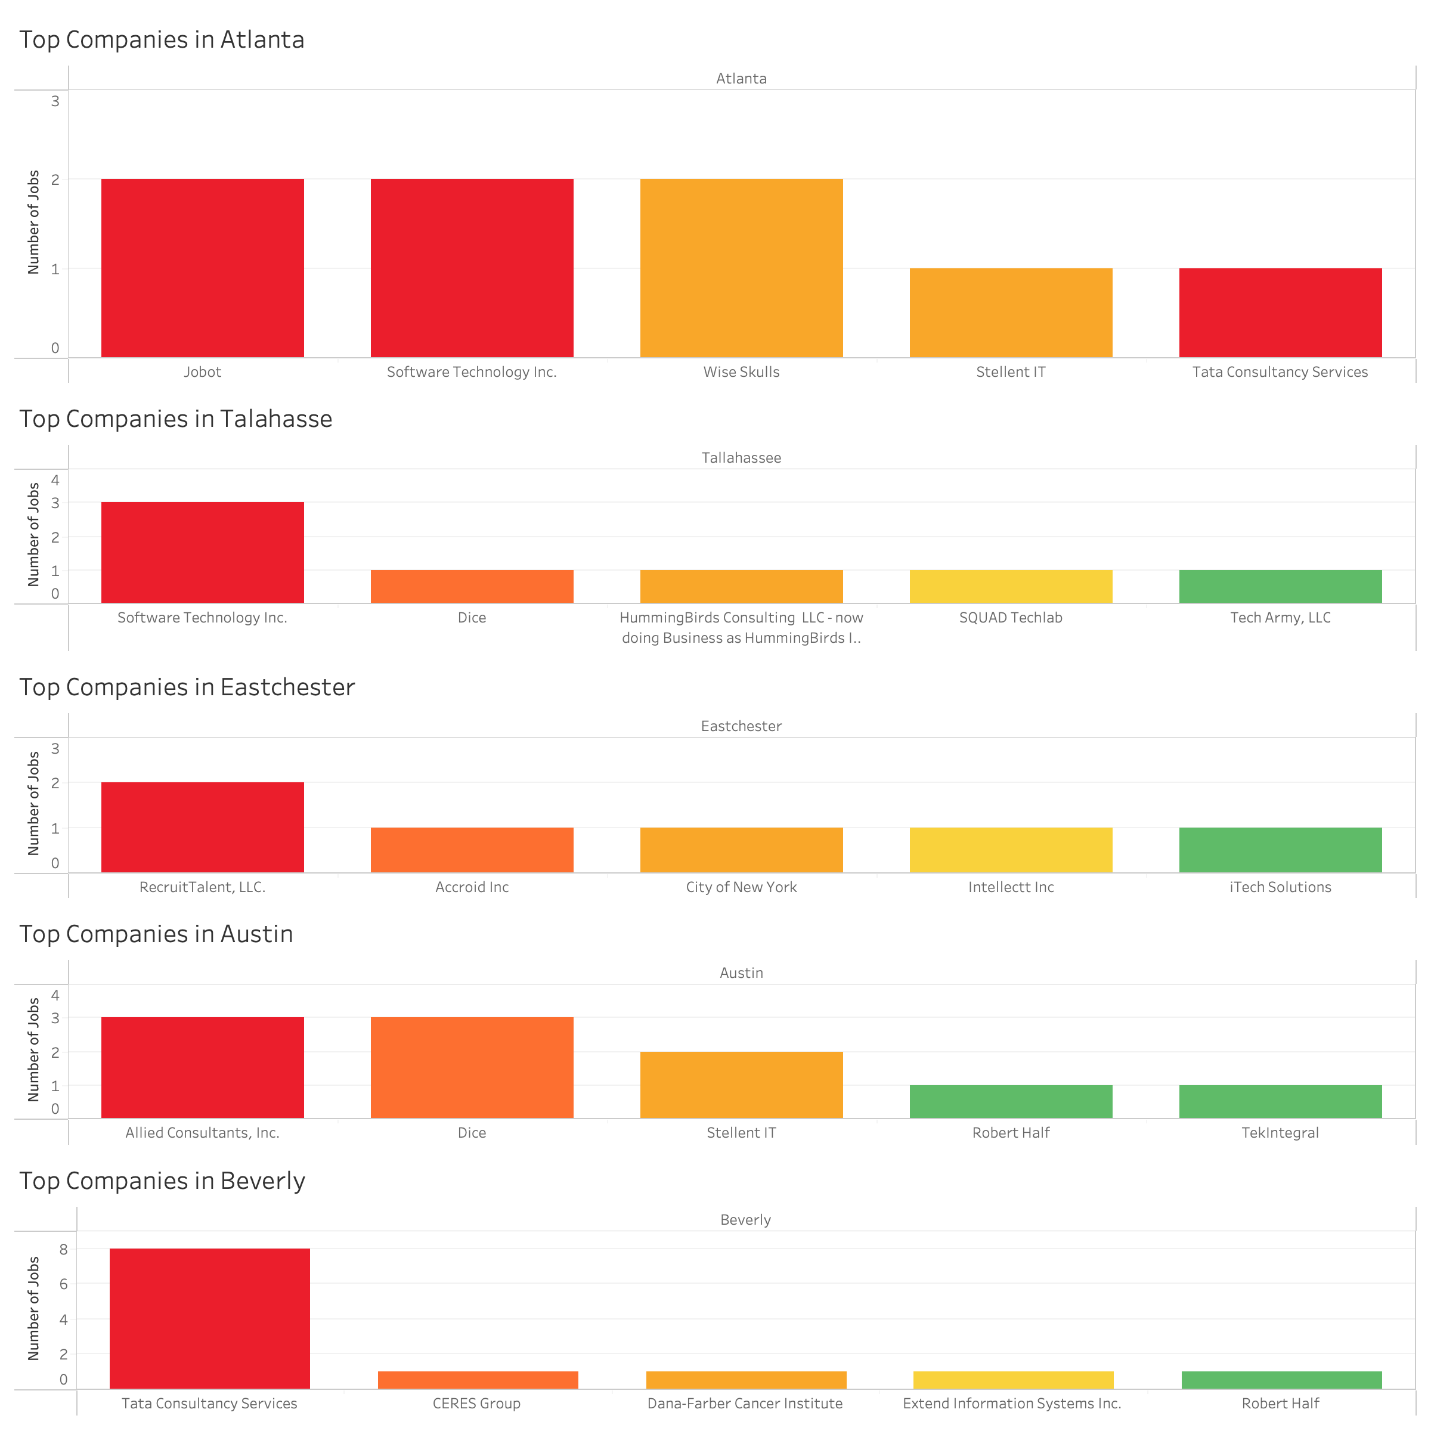 Top Companies in Atlanta
Atlanta
Number of Jobs
3
2
1
0
Jobot
Software Technology Inc.
Wise Skulls
Stellent IT
Tata Consultancy Services
Top Companies in Talahasse
Tallahassee
Number of Jobs
4
3
2
1
0
Software Technology Inc.
Dice
HummingBirds Consulting  LLC - now
doing Business as HummingBirds I..
SQUAD Techlab
Tech Army, LLC
Top Companies in Eastchester
Eastchester
Number of Jobs
3
2
1
0
RecruitTalent, LLC.
Accroid Inc
City of New York
Intellectt Inc
iTech Solutions
Top Companies in Austin
Austin
Number of Jobs
4
3
2
1
0
Allied Consultants, Inc.
Dice
Stellent IT
Robert Half
TekIntegral
Top Companies in Beverly
Beverly
Number of Jobs
8
6
4
2
0
Tata Consultancy Services
CERES Group
Dana-Farber Cancer Institute
Extend Information Systems Inc.
Robert Half